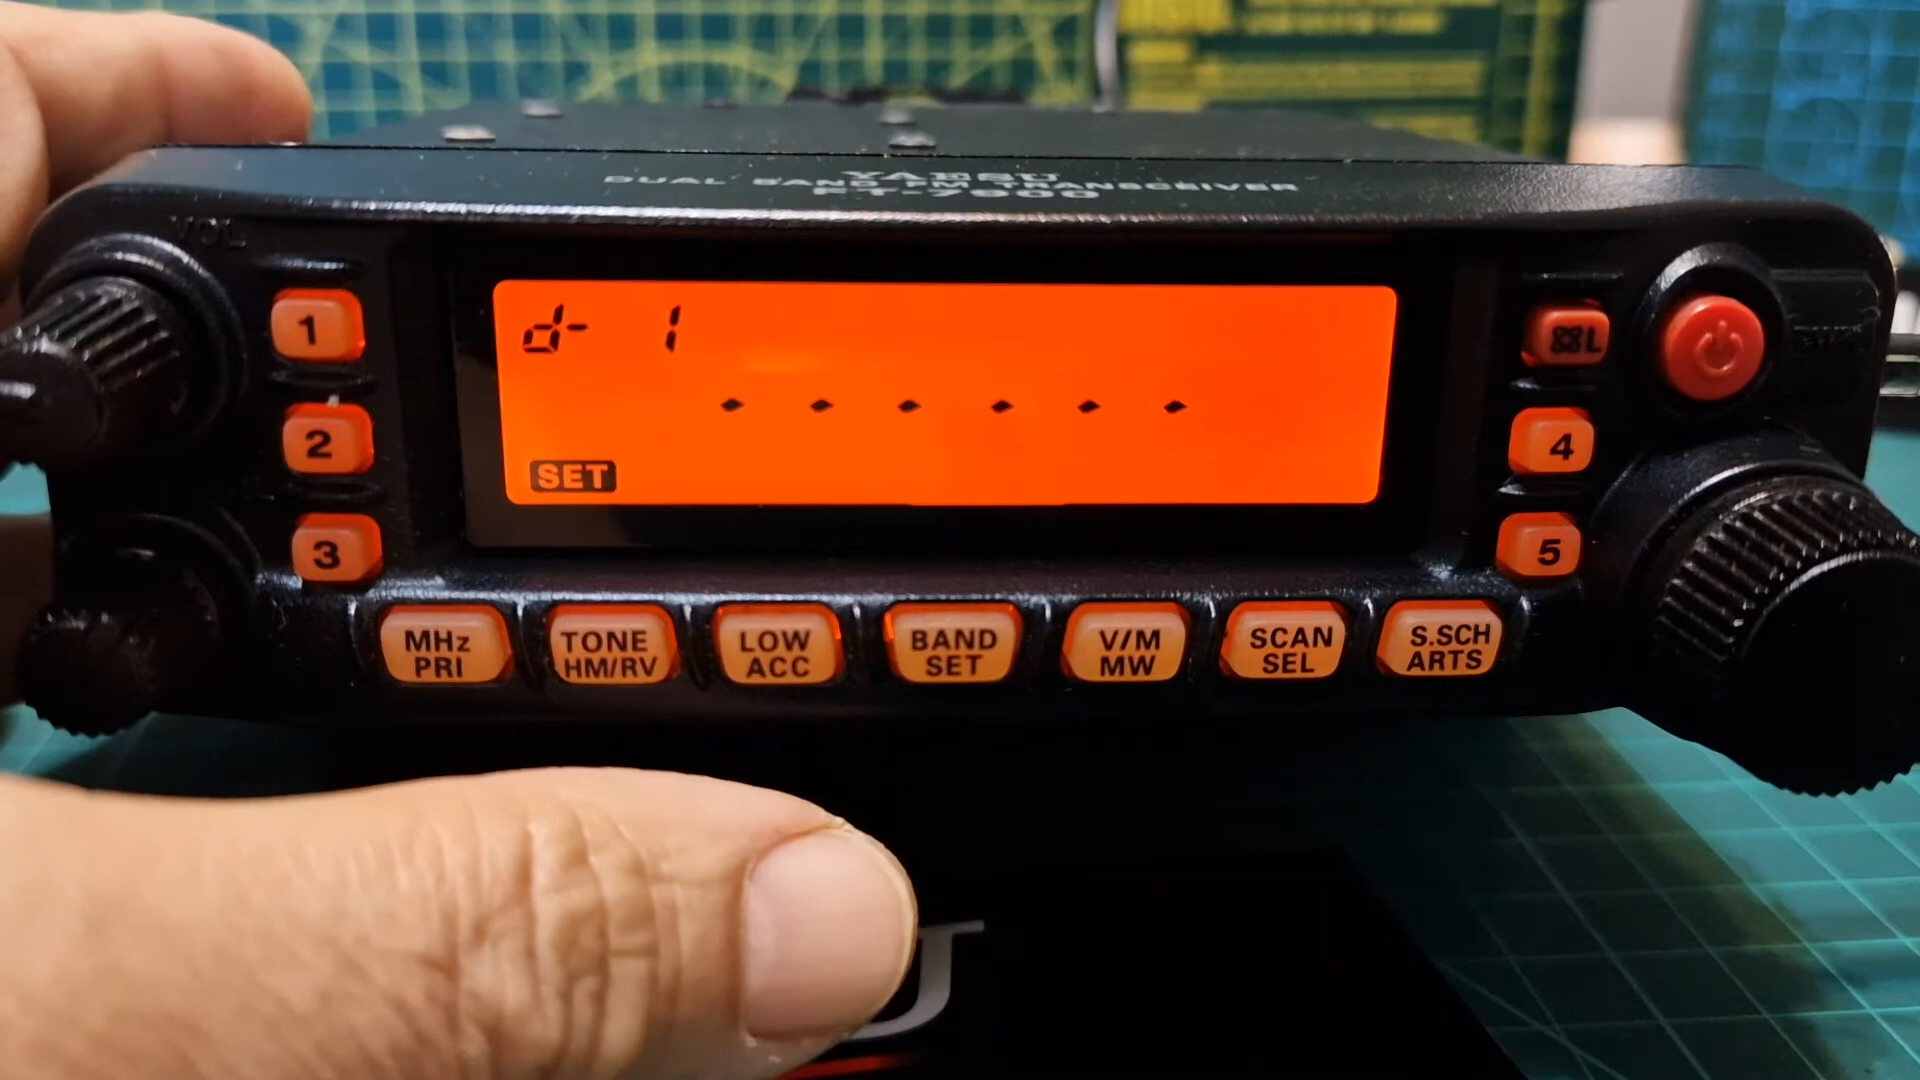 YAESU
DUAL BAND FM TRANSCEIVER
VOL
1
2
3
d- 1
- - - - - -
SET
L
4
5
MHz
PRI
TONE
HM/RV
LOW
ACC
BAND
SET
V/M
MW
SCAN
SEL
S.SCH
ARTS
U